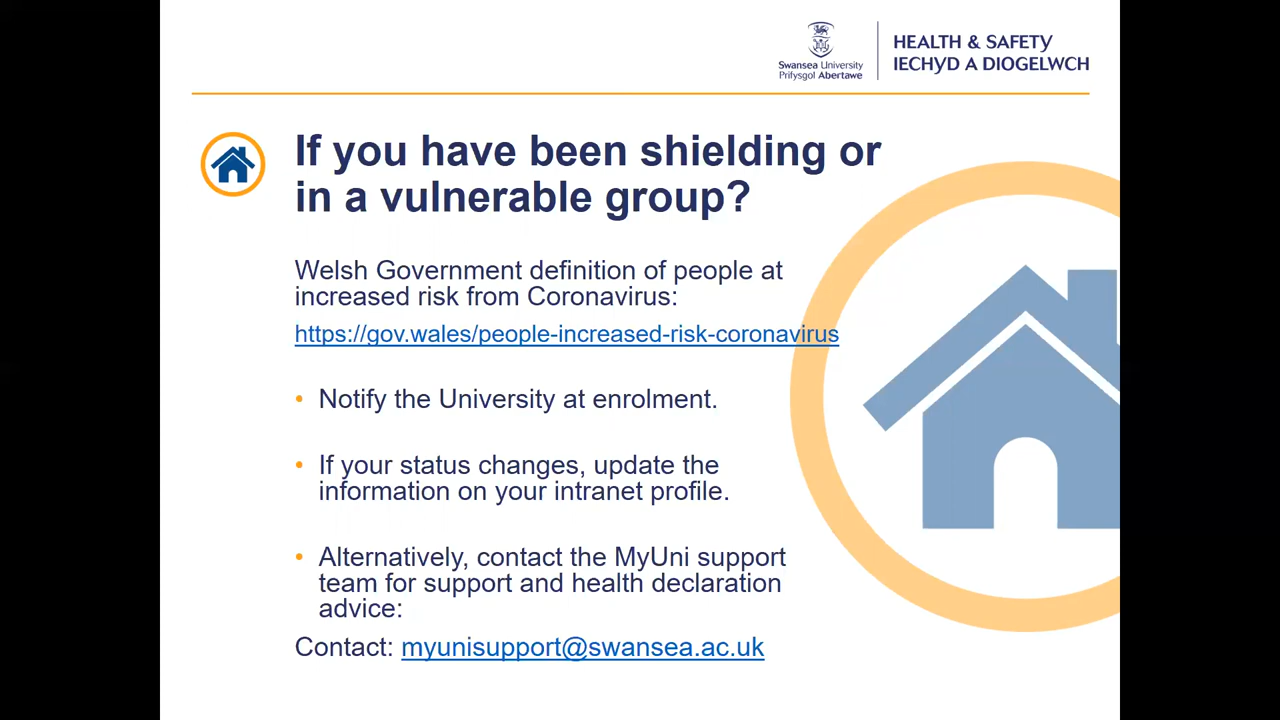 Swansea University
Prifysgol Abertawe
HEALTH & SAFETY
IECHYD A DIOGELWCH
If you have been shielding or
in a vulnerable group?
Welsh Government definition of people at
increased risk from Coronavirus:
https://gov.wales/people-increased-risk-coronavirus
• Notify the University at enrolment.
• If your status changes, update the
information on your intranet profile.
• Alternatively, contact the MyUni support
team for support and health declaration
advice:
Contact: myunisupport@swansea.ac.uk